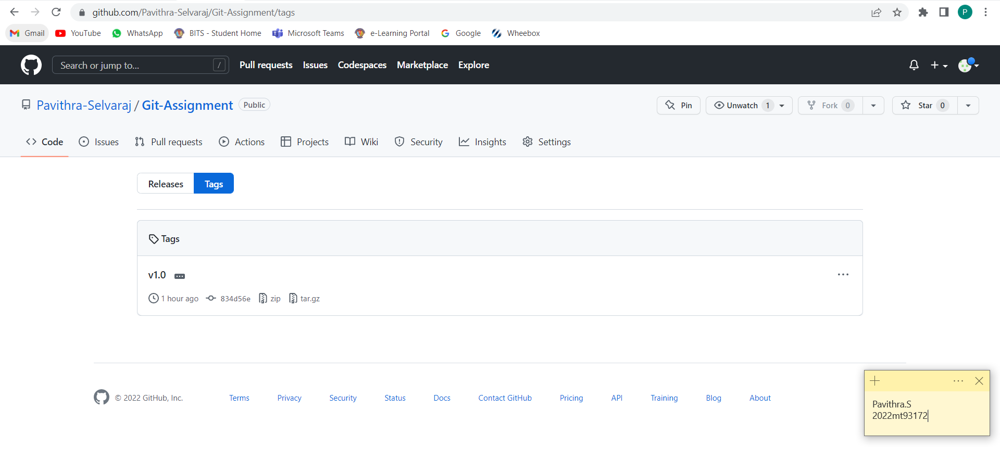 github.com/Pavithra-Selvaraj/Git-Assignment/tags
P
Gmail YouTube WhatsApp BITS - Student Home Microsoft Teams e-Learning Portal Google Wheebox
Search or jump to... / Pull requests Issues Codespaces Marketplace Explore
Pavithra-Selvaraj / Git-Assignment Public Pin Unwatch 1 Fork 0 Star 0
Code Issues Pull requests Actions Projects Wiki Security Insights Settings
Releases Tags
Tags
v1.0
1 hour ago 834d56e zip tar.gz
© 2022 GitHub, Inc. Terms Privacy Security Status Docs Contact GitHub Pricing API Training Blog About
Pavithra.S
2022mt93172